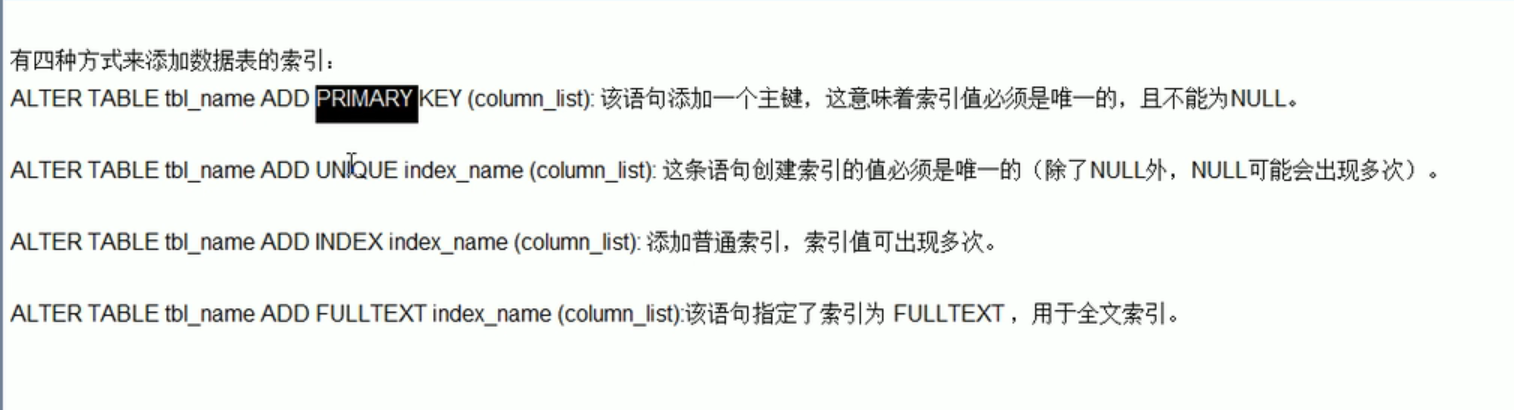 有四种方式来添加数据表的索引：
ALTER TABLE tbl_name ADD PRIMARY KEY (column_list): 该语句添加一个主键，这意味着索引值必须是唯一的，且不能为NULL。
ALTER TABLE tbl_name ADD UNIQUE index_name (column_list): 这条语句创建索引的值必须是唯一的（除了NULL外，NULL可能会出现多次）。
ALTER TABLE tbl_name ADD INDEX index_name (column_list): 添加普通索引，索引值可出现多次。
ALTER TABLE tbl_name ADD FULLTEXT index_name (column_list):该语句指定了索引为 FULLTEXT ，用于全文索引。